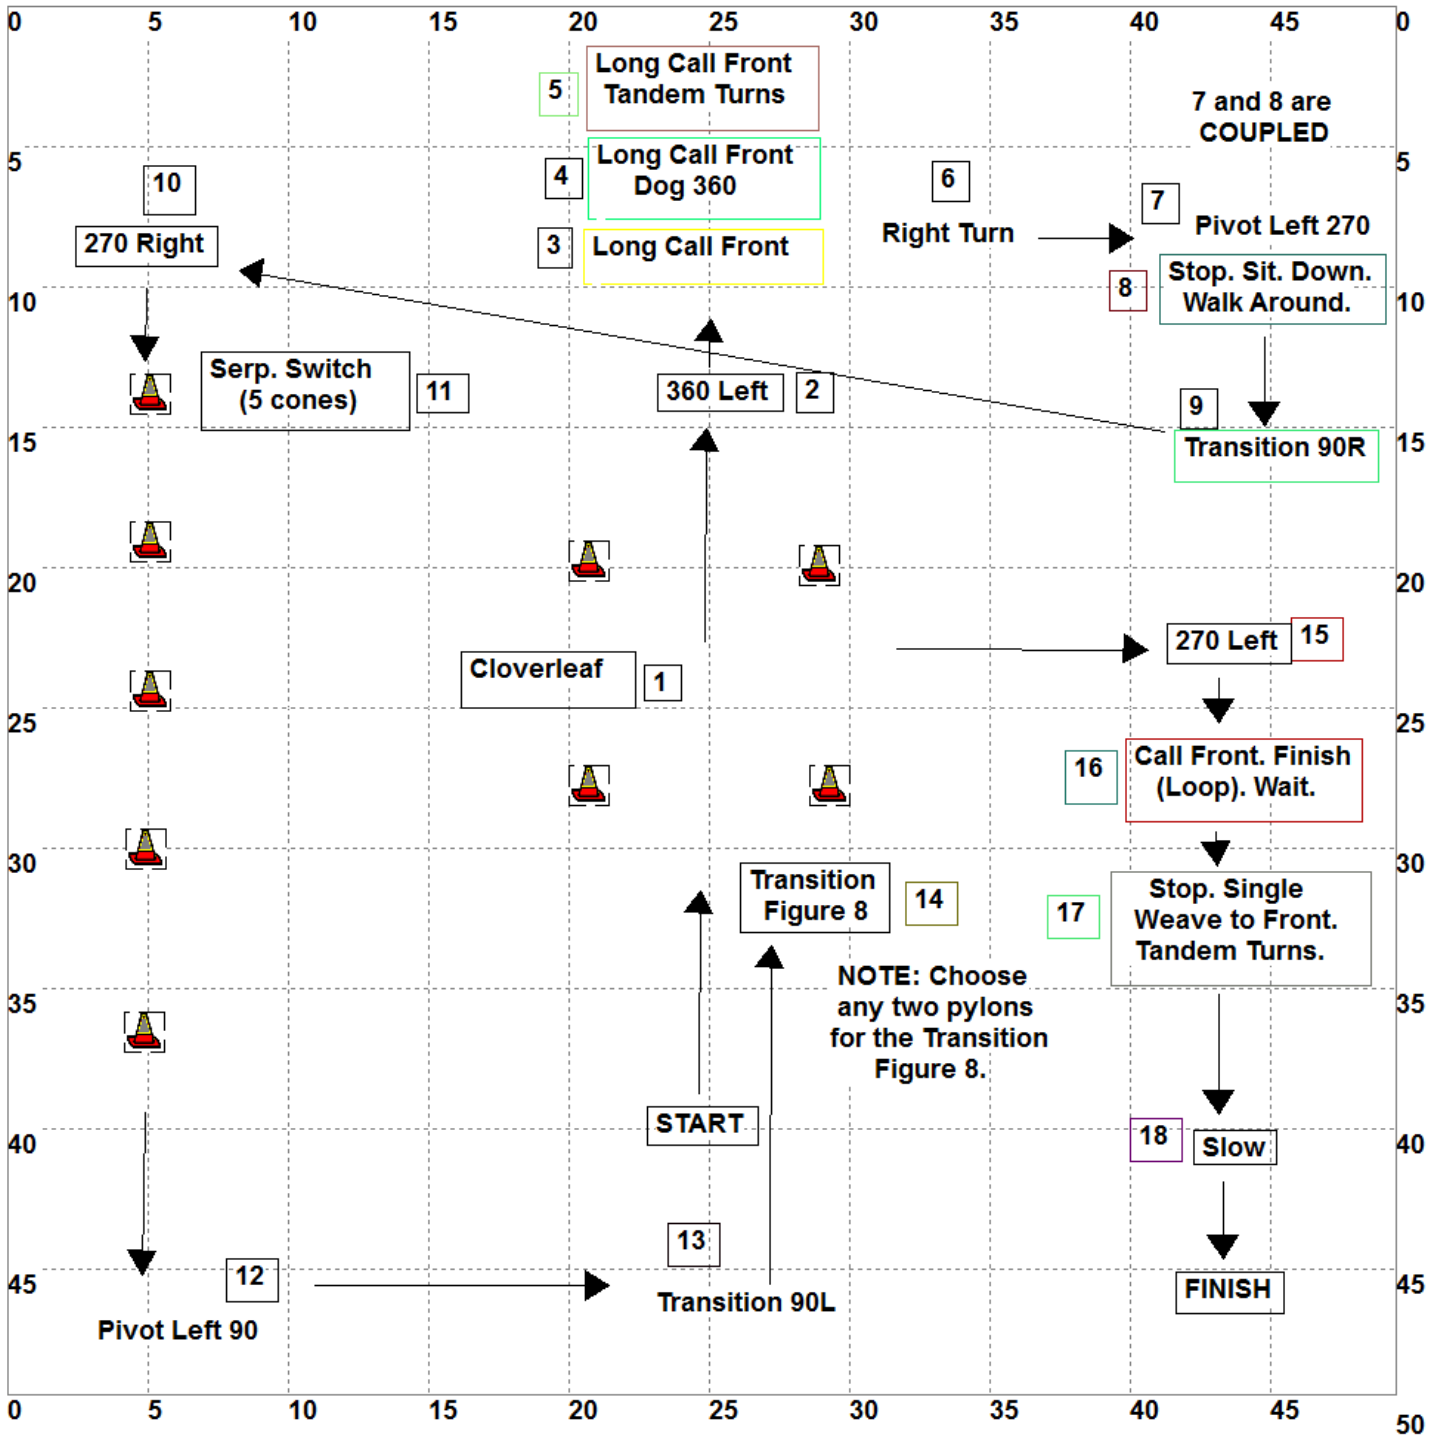 0 5 10 15 20 25 30 35 40 45 0
Long Call Front
5 Tandem Turns
7 and 8 are
COUPLED
5 5
Long Call Front
4 Dog 360
6
10
7
Right Turn
Pivot Left 270
270 Right
3 Long Call Front
Stop. Sit. Down.
8 Walk Around.
10 10
Serp. Switch
(5 cones) 11
360 Left 2
9
15 15
Transition 90R
20 20
270 Left 15
Cloverleaf 1
25 25
Call Front. Finish
16 (Loop). Wait.
30 30
Transition
Figure 8 14
Stop. Single
17 Weave to Front.
Tandem Turns.
NOTE: Choose
any two pylons
for the Transition
Figure 8.
35 35
START
40 40
18 Slow
13
12
45 45
FINISH
Transition 90L
Pivot Left 90
0 5 10 15 20 25 30 35 40 45 50